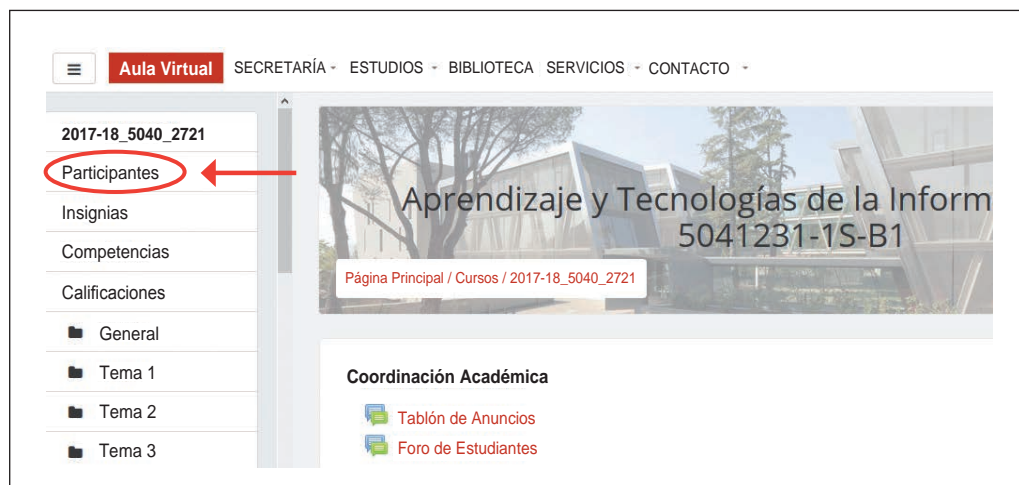 Aula Virtual SECRETARÍA ESTUDIOS BIBLIOTECA SERVICIOS CONTACTO
2017-18_5040_2721
Participantes
Insignias
Competencias
Calificaciones
General
Tema 1
Tema 2
Tema 3
Aprendizaje y Tecnologías de la Inform
5041231-1S-B1
Página Principal / Cursos / 2017-18_5040_2721
Coordinación Académica
Tablón de Anuncios
Foro de Estudiantes